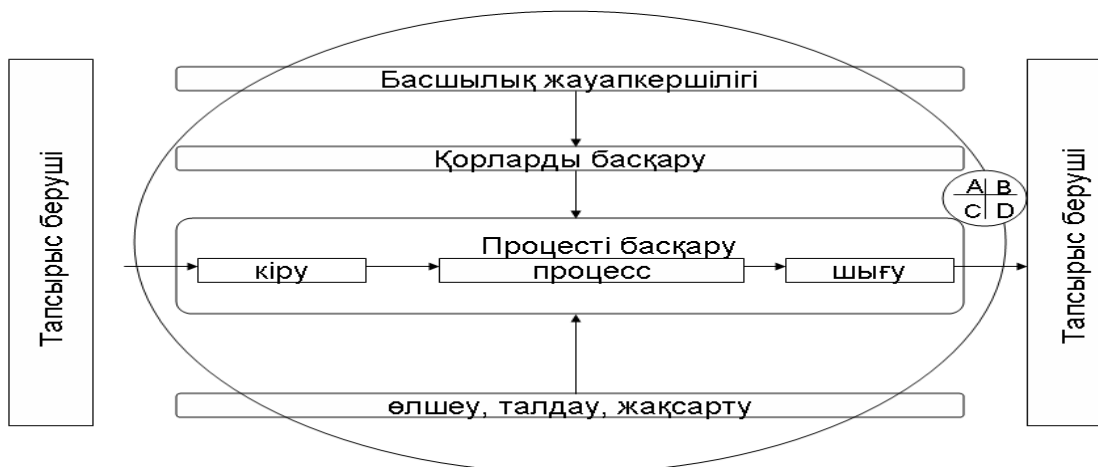 Тапсырыс беруші
Басшылық жауапкершілігі
Қорларды басқару
A B
C D
Процесті басқару
кіру
процесс
шығу
өлшеу, талдау, жақсарту
Тапсырыс беруші